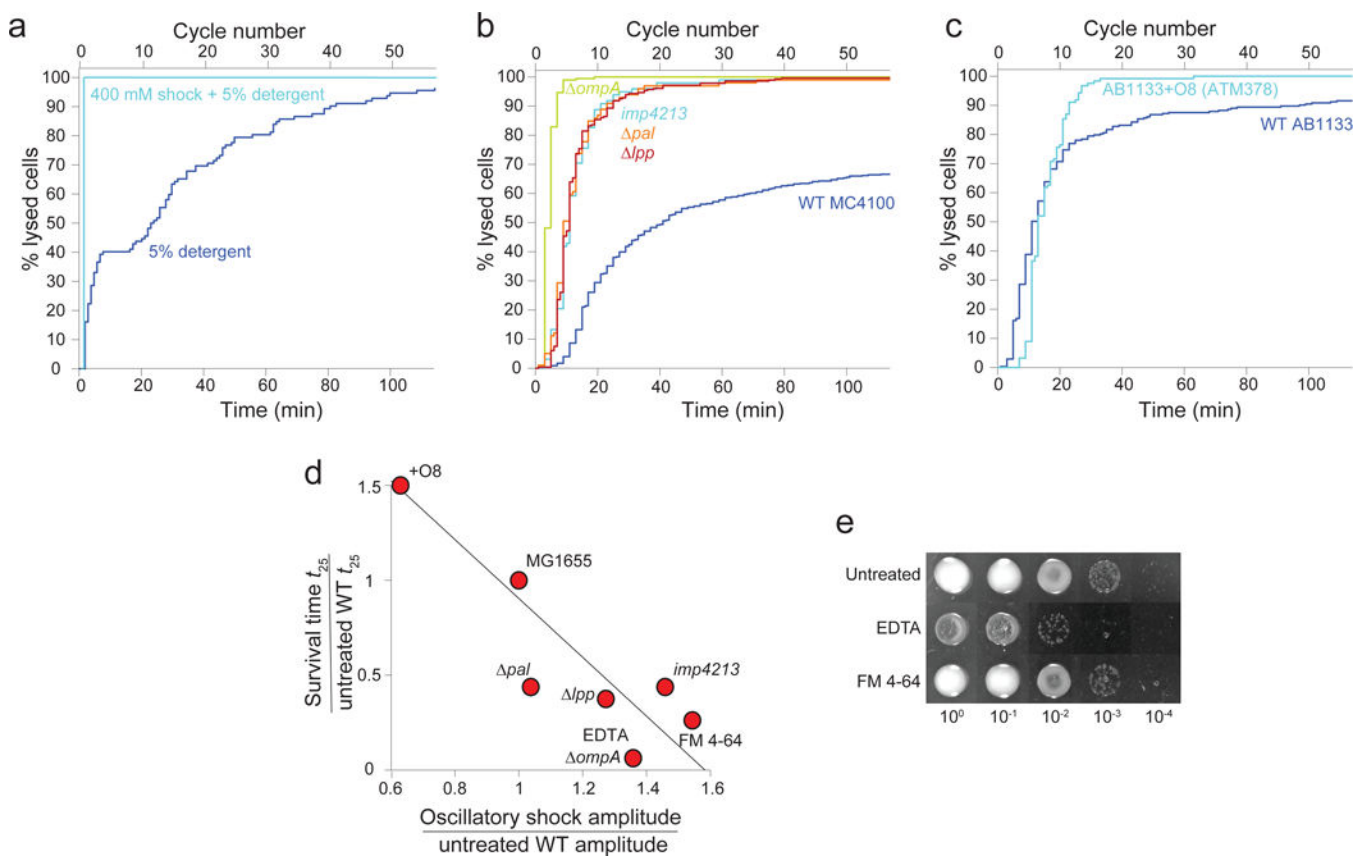 a
Cycle number
0 10 20 30 40 50
% lysed cells
100
90
80
70
60
50
40
30
20
10
0
400 mM shock + 5% detergent
5% detergent
0 20 40 60 80 100
Time (min)
b
Cycle number
0 10 20 30 40 50
% lysed cells
100
90
80
70
60
50
40
30
20
10
0
ΔompA
imp4213
Δpal
Δlpp
WT MC4100
0 20 40 60 80 100
Time (min)
c
Cycle number
0 10 20 30 40 50
% lysed cells
100
90
80
70
60
50
40
30
20
10
0
AB1133+O8 (ATM378)
WT AB1133
0 20 40 60 80 100
Time (min)
d
Survival time t25
untreated WT t25
1.5
1
0.5
0
+O8
MG1655
Δpal
Δlpp
imp4213
EDTA
ΔompA
FM 4-64
0.6 0.8 1 1.2 1.4 1.6
Oscillatory shock amplitude
untreated WT amplitude
e
Untreated
EDTA
FM 4-64
10⁰ 10⁻¹ 10⁻² 10⁻³ 10⁻⁴